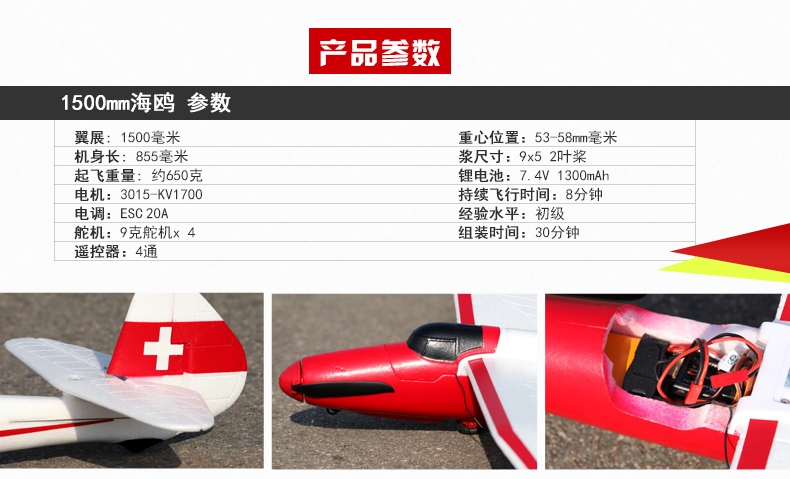 产品参数
1500mm海鸥 参数
翼展: 1500毫米
机身长: 855毫米
起飞重量: 约650克
电机: 3015-KV1700
电调: ESC 20A
舵机: 9克舵机x 4
遥控器: 4通
重心位置: 53-58mm毫米
浆尺寸: 9x5 2叶桨
锂电池: 7.4V 1300mAh
持续飞行时间: 8分钟
经验水平: 初级
组装时间: 30分钟